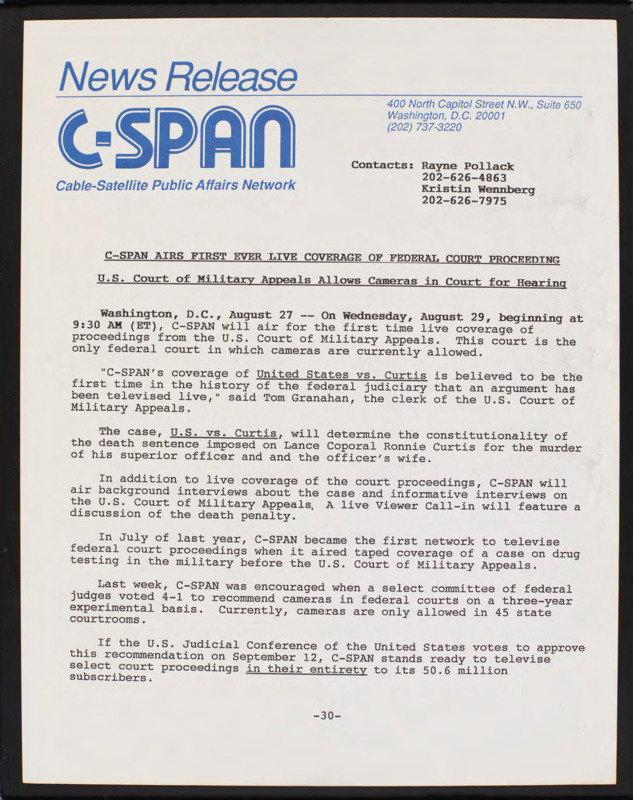 News Release
C-SPAN
Cable-Satellite Public Affairs Network
400 North Capitol Street N.W., Suite 650
Washington, D.C. 20001
(202) 737-3220
Contacts: Rayne Pollack
202-626-4863
Kristin Wennberg
202-626-7975
C-SPAN AIRS FIRST EVER LIVE COVERAGE OF FEDERAL COURT PROCEEDING
U.S. Court of Military Appeals Allows Cameras in Court for Hearing
Washington, D.C., August 27 -- On Wednesday, August 29, beginning at
9:30 AM (ET), C-SPAN will air for the first time live coverage of
proceedings from the U.S. Court of Military Appeals. This court is the
only federal court in which cameras are currently allowed.
"C-SPAN's coverage of United States vs. Curtis is believed to be the
first time in the history of the federal judiciary that an argument has
been televised live," said Tom Granahan, the clerk of the U.S. Court of
Military Appeals.
The case, U.S. vs. Curtis, will determine the constitutionality of
the death sentence imposed on Lance Coporal Ronnie Curtis for the murder
of his superior officer and and the officer's wife.
In addition to live coverage of the court proceedings, C-SPAN will
air background interviews about the case and informative interviews on
the U.S. Court of Military Appeals. A live Viewer Call-in will feature a
discussion of the death penalty.
In July of last year, C-SPAN became the first network to televise
federal court proceedings when it aired taped coverage of a case on drug
testing in the military before the U.S. Court of Military Appeals.
Last week, C-SPAN was encouraged when a select committee of federal
judges voted 4-1 to recommend cameras in federal courts on a three-year
experimental basis. Currently, cameras are only allowed in 45 state
courtrooms.
If the U.S. Judicial Conference of the United States votes to approve
this recommendation on September 12, C-SPAN stands ready to televise
select court proceedings in their entirety to its 50.6 million
subscribers.
-30-